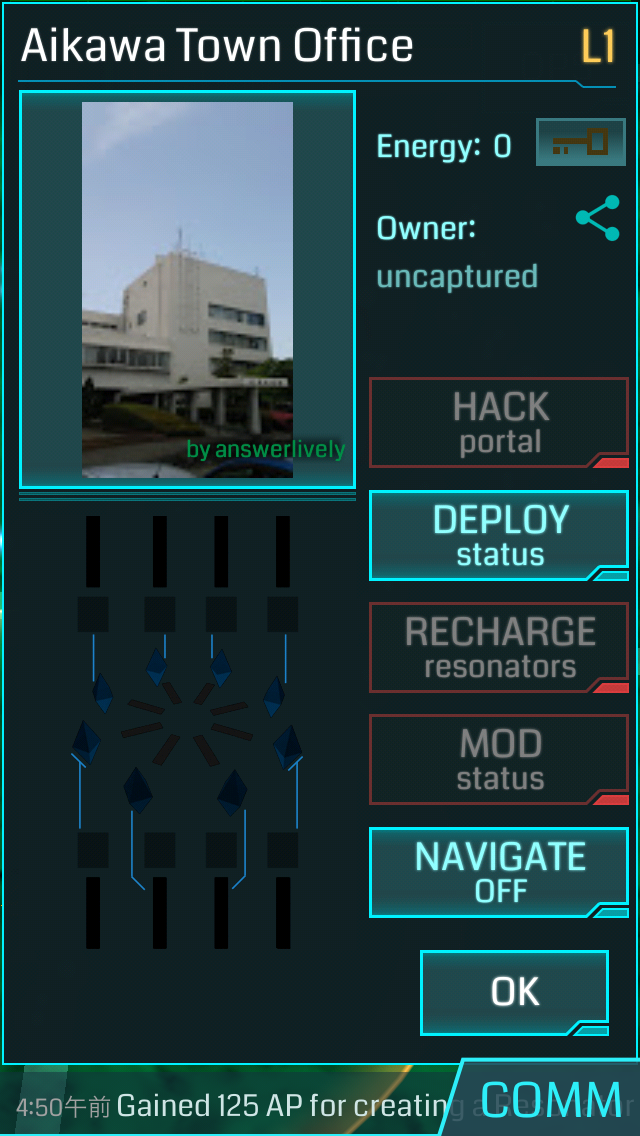 Aikawa Town Office
L1
Energy: 0
Owner:
uncaptured
by answerlively
HACK
portal
DEPLOY
status
RECHARGE
resonators
MOD
status
NAVIGATE
OFF
OK
4:50午前 Gained 125 AP for creating a Resonator
COMM